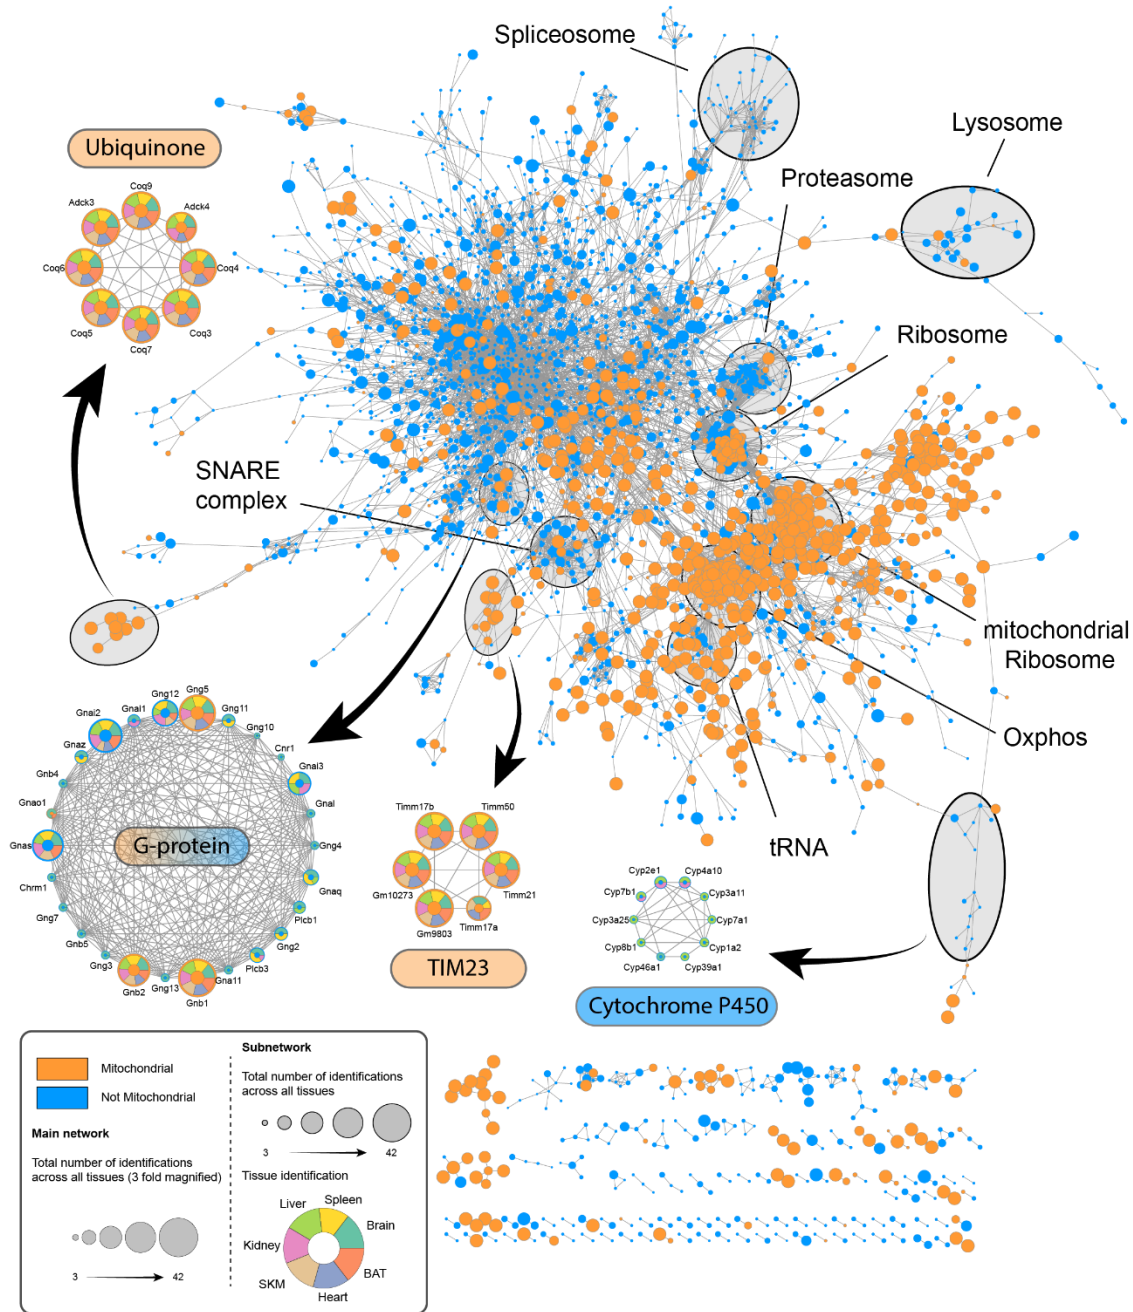 Spliceosome
Lysosome
Proteasome
Ribosome
SNARE
complex
mitochondrial
Ribosome
Oxphos
tRNA
Ubiquinone
Coq9
Adck3
Adck4
Coq6
Coq4
Coq5
Coq3
Coq7
Gng12
Gng5
Gnal1
Gng11
Gnai2
Gng10
Gnaz
Cnr1
Gnb4
Gnai3
Gnao1
Gnal
Gnas
G-protein
Gng4
Chrm1
Gnaq
Gng7
Plcb1
Gnb5
Gng2
Gng3
Plcb3
Gnb2
Gng13
Gnb1
Gna11
Timm17b
Timm50
Gm10273
Timm21
Gm9803
Timm17a
TIM23
Cyp2e1
Cyp4a10
Cyp7b1
Cyp3a11
Cyp3a25
Cyp7a1
Cyp8b1
Cyp1a2
Cyp46a1
Cyp39a1
Cytochrome P450
Mitochondrial
Not Mitochondrial
Main network
Total number of identifications
across all tissues (3 fold magnified)
3
42
Subnetwork
Total number of identifications
across all tissues
3
42
Tissue identification
Liver
Spleen
Brain
Kidney
BAT
SKM
Heart